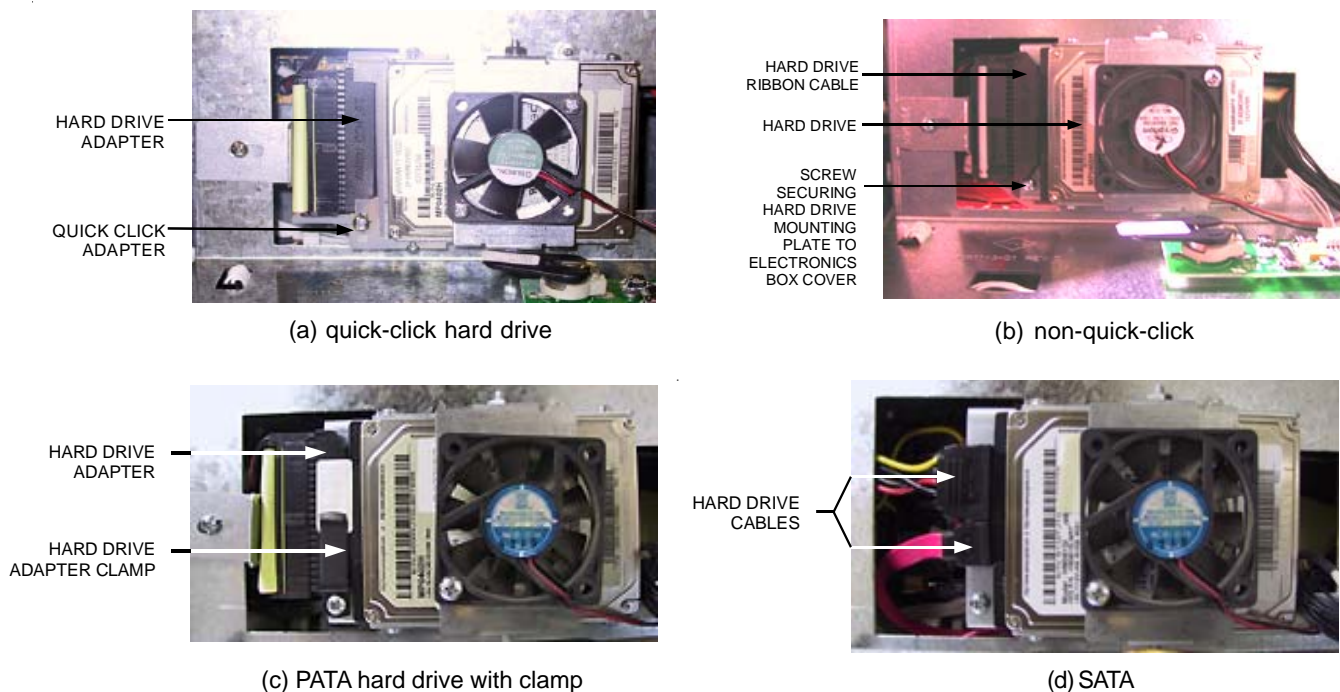 HARD DRIVE
ADAPTER
QUICK CLICK
ADAPTER
(a) quick-click hard drive
HARD DRIVE
RIBBON CABLE
HARD DRIVE
SCREW
SECURING
HARD DRIVE
MOUNTING
PLATE TO
ELECTRONICS
BOX COVER
(b) non-quick-click
HARD DRIVE
ADAPTER
HARD DRIVE
ADAPTER CLAMP
(c) PATA hard drive with clamp
HARD DRIVE
CABLES
(d) SATA